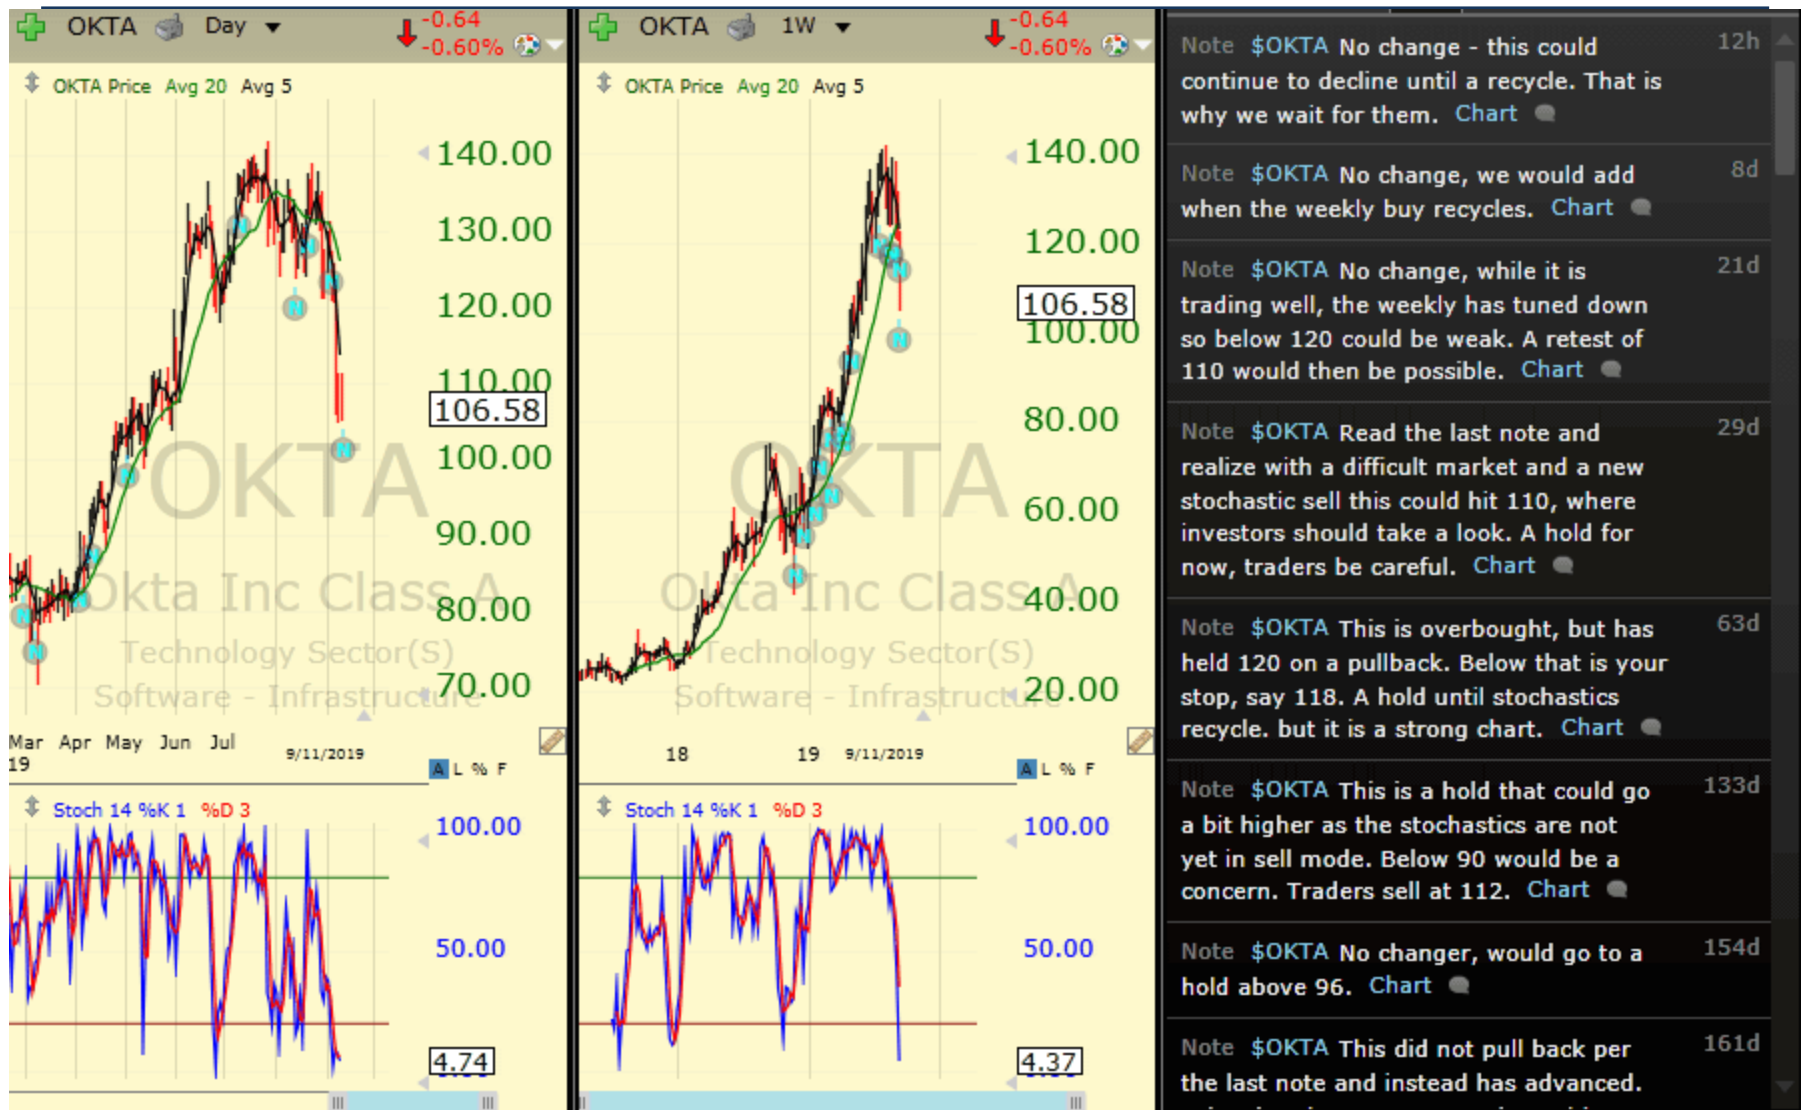 OKTA Day -0.64
-0.60%
OKTA Price Avg 20 Avg 5
140.00
130.00
120.00
110.00
106.58
100.00
90.00
80.00
70.00
OKTA
Okta Inc Class A
Technology Sector(S)
Software - Infrastructure
Mar Apr May Jun Jul 9/11/2019
19
A L % F
Stoch 14 %K 1 %D 3
100.00
50.00
4.74
OKTA 1W -0.64
-0.60%
OKTA Price Avg 20 Avg 5
140.00
120.00
106.58
100.00
80.00
60.00
40.00
20.00
OKTA
Okta Inc Class A
Technology Sector(S)
Software - Infrastructure
18 19 9/11/2019
A L % F
Stoch 14 %K 1 %D 3
100.00
50.00
4.37
Note $OKTA No change - this could 12h
continue to decline until a recycle. That is
why we wait for them. Chart
Note $OKTA No change, we would add 8d
when the weekly buy recycles. Chart
Note $OKTA No change, while it is 21d
trading well, the weekly has tuned down
so below 120 could be weak. A retest of
110 would then be possible. Chart
Note $OKTA Read the last note and 29d
realize with a difficult market and a new
stochastic sell this could hit 110, where
investors should take a look. A hold for
now, traders be careful. Chart
Note $OKTA This is overbought, but has 63d
held 120 on a pullback. Below that is your
stop, say 118. A hold until stochastics
recycle. but it is a strong chart. Chart
Note $OKTA This is a hold that could go 133d
a bit higher as the stochastics are not
yet in sell mode. Below 90 would be a
concern. Traders sell at 112. Chart
Note $OKTA No changer, would go to a 154d
hold above 96. Chart
Note $OKTA This did not pull back per 161d
the last note and instead has advanced.